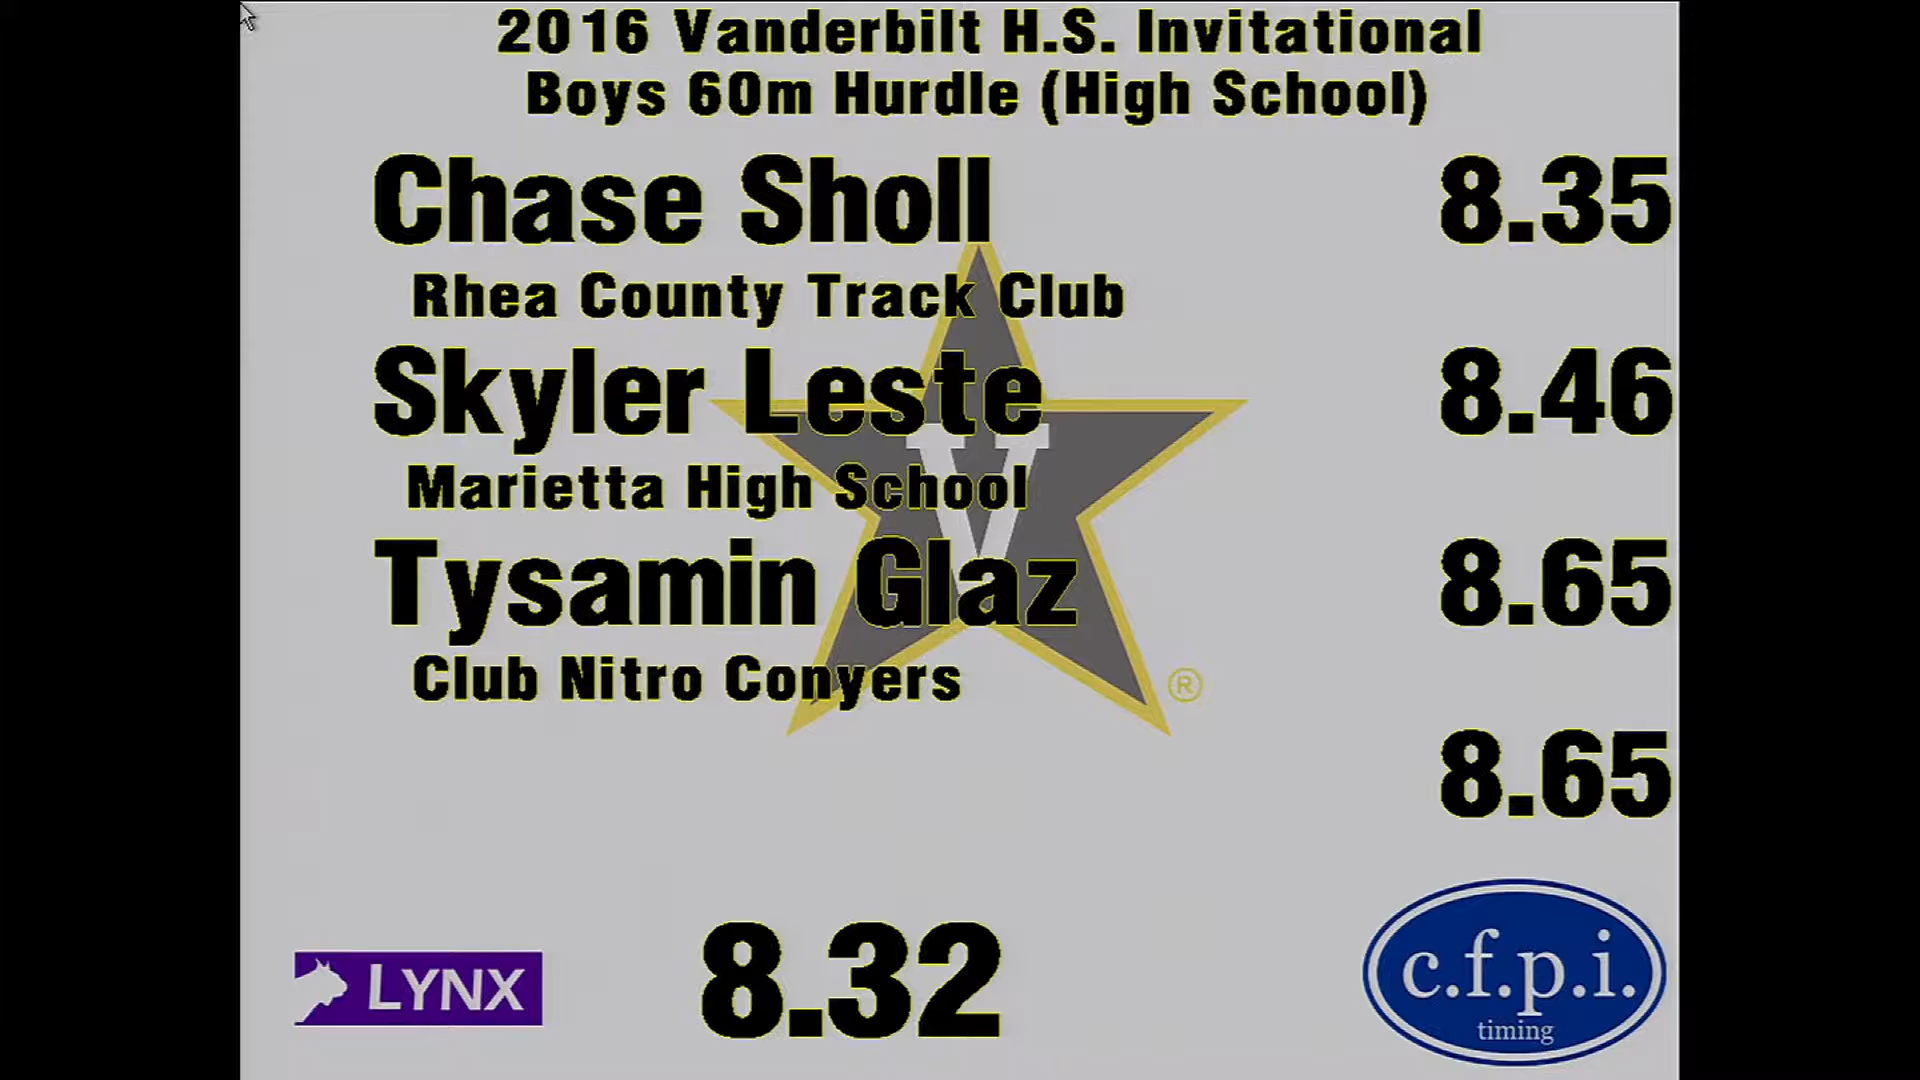 2016 Vanderbilt H.S. Invitational
Boys 60m Hurdle (High School)
Chase Sholl 8.35
Rhea County Track Club
Skyler Leste 8.46
Marietta High School
Tysamin Glaz 8.65
Club Nitro Conyers
8.65
V
®
LYNX
8.32
c.f.p.i.
timing